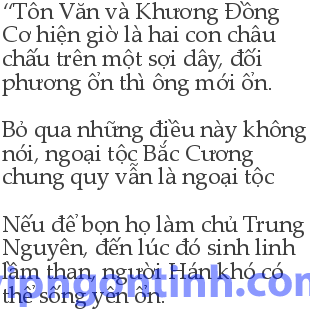 “Tôn Văn và Khương Đồng
Cơ hiện giờ là hai con châu
chấu trên một sợi dây, đối
phương ổn thì ông mới ổn.

Bỏ qua những điều này không
nói, ngoại tộc Bắc Cương
chung quy vẫn là ngoại tộc

Nếu để bọn họ làm chủ Trung
Nguyên, đến lúc đó sinh linh
lầm than, người Hán khó có
thể sống yên ổn.